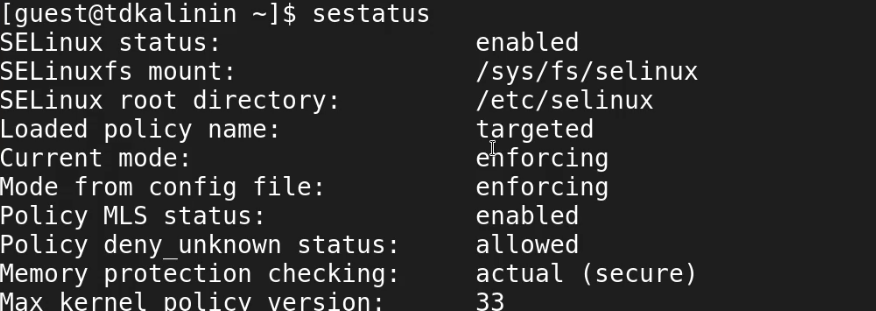 [guest@tdkalinin ~]$ sestatus
SELinux status:                 enabled
SELinuxfs mount:                /sys/fs/selinux
SELinux root directory:         /etc/selinux
Loaded policy name:             targeted
Current mode:                   enforcing
Mode from config file:          enforcing
Policy MLS status:              enabled
Policy deny_unknown status:     allowed
Memory protection checking:     actual (secure)
Max kernel policy version:      33